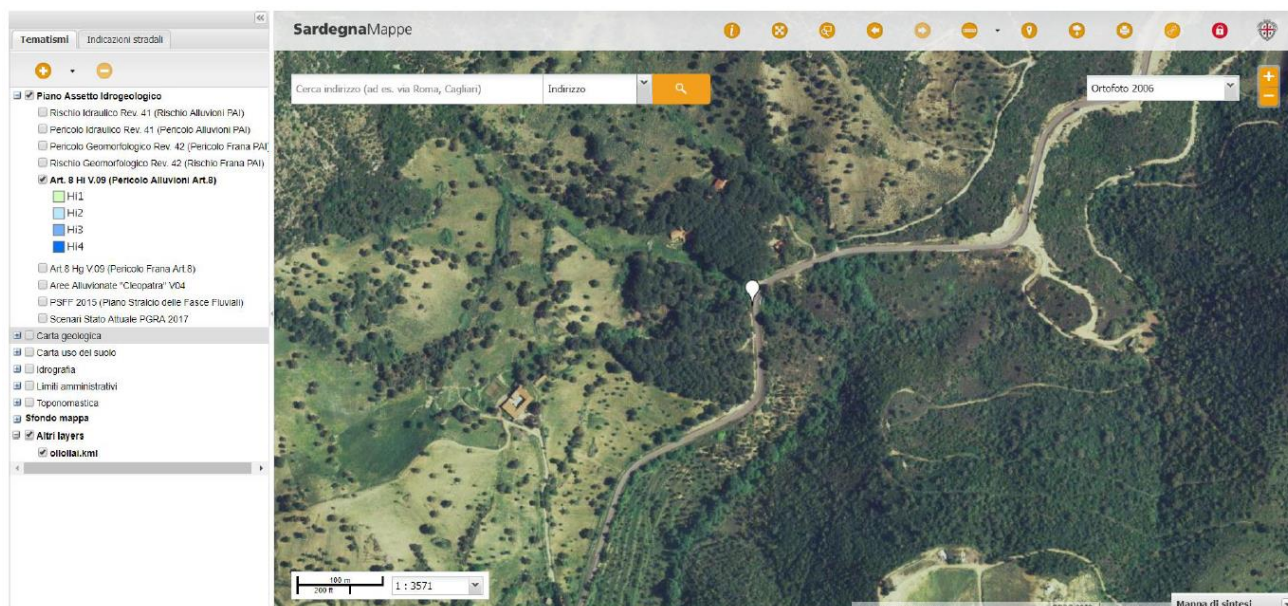 Tematismi
Indicazioni stradali
Piano Assetto Idrogeologico
Rischio Idraulico Rev. 41 (Rischio Alluvioni PAI)
Pericolo Idraulico Rev. 41 (Pericolo Alluvioni PAI)
Pericolo Geomorfologico Rev. 42 (Pericolo Frana PAI)
Rischio Geomorfologico Rev. 42 (Rischio Frana PAI)
Art. 8 Hi V.09 (Pericolo Alluvioni Art.8)
Hi1
Hi2
Hi3
Hi4
Art.8 Hg V.09 (Pericolo Frana Art.8)
Aree Alluvionate "Cleopatra" V04
PSFF 2015 (Piano Stralcio delle Fasce Fluviali)
Scenari Stato Attuale PGRA 2017
Carta geologica
Carta uso del suolo
Idrografia
Limiti amministrativi
Toponomastica
Sfondo mappa
Altri layers
SardegnaMappe
Cerca indirizzo (ad es. via Roma, Cagliari)
Indirizzo
Ortofoto 2006
100 m
200 ft
1 : 3571
Mappa di sintesi